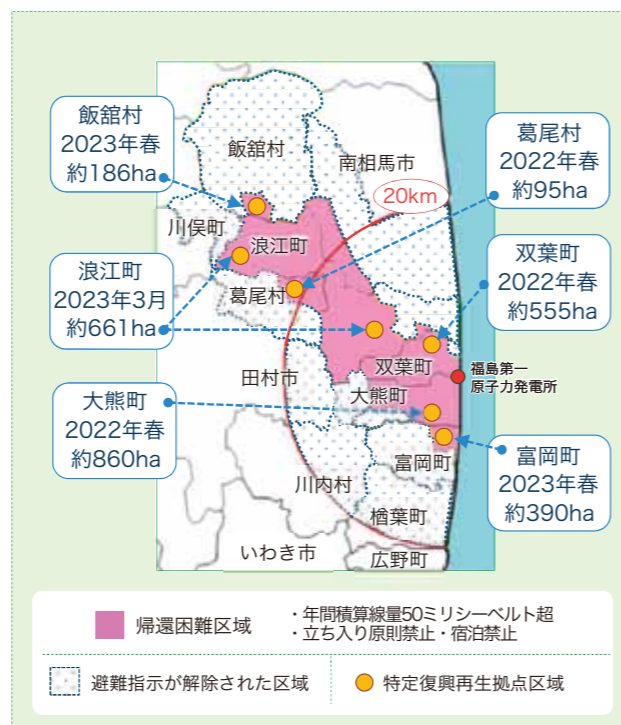 飯舘村
2023年春
約186ha
飯舘村
南相馬市
葛尾村
2022年春
約95ha
20km
川俣町
浪江町
浪江町
2023年3月
約661ha
葛尾村
双葉町
2022年春
約555ha
双葉町
福島第一
原子力発電所
田村市
大熊町
大熊町
2022年春
約860ha
富岡町
富岡町
2023年春
約390ha
川内村
楢葉町
いわき市
広野町
帰還困難区域
・年間積算線量50ミリシーベルト超
・立ち入り原則禁止・宿泊禁止
避難指示が解除された区域
特定復興再生拠点区域